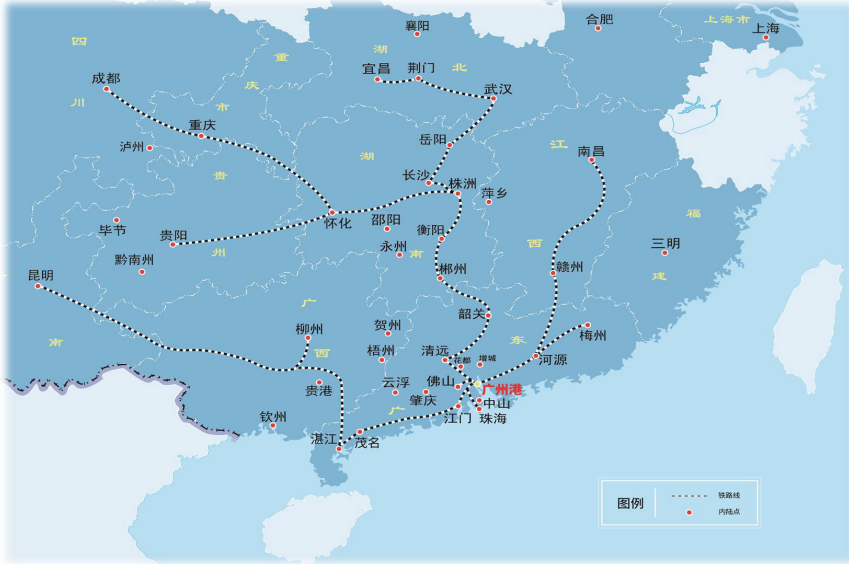 襄阳
合肥
上海市
上海
四
川
重
庆
市
湖
北
成都
宜昌
荆门
武汉
重庆
泸州
岳阳
江
西
南昌
湖
南
贵
州
长沙
株洲
萍乡
福
建
毕节
贵阳
怀化
邵阳
衡阳
永州
三明
黔南州
昆明
郴州
赣州
广
西
韶关
南
柳州
贺州
东
梅州
梧州
清远
花都
增城
河源
贵港
云浮
佛山
广州港
肇庆
中山
广
钦州
江门
珠海
湛江
茂名
图例
铁路线
内陆点